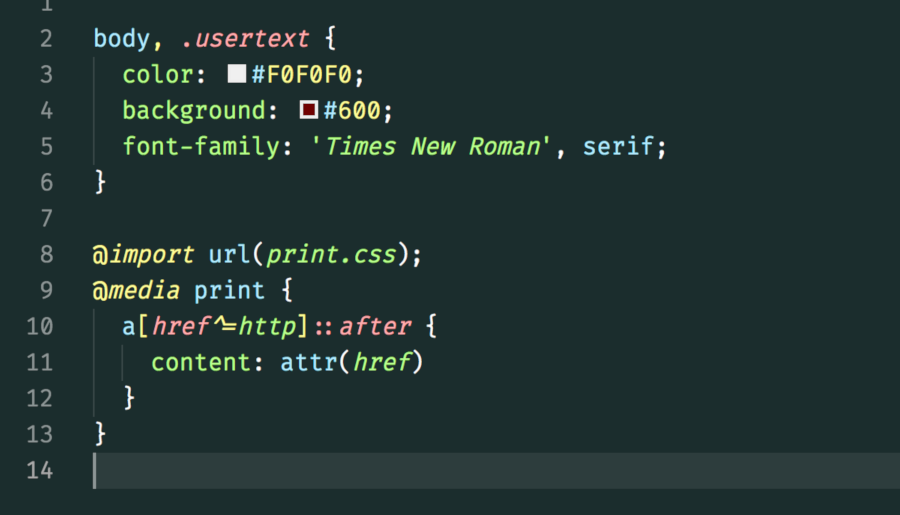 1
2 body, .usertext {
3   color: #F0F0F0;
4   background: #600;
5   font-family: 'Times New Roman', serif;
6 }
7
8 @import url(print.css);
9 @media print {
10   a[href^=http]::after {
11     content: attr(href)
12   }
13 }
14